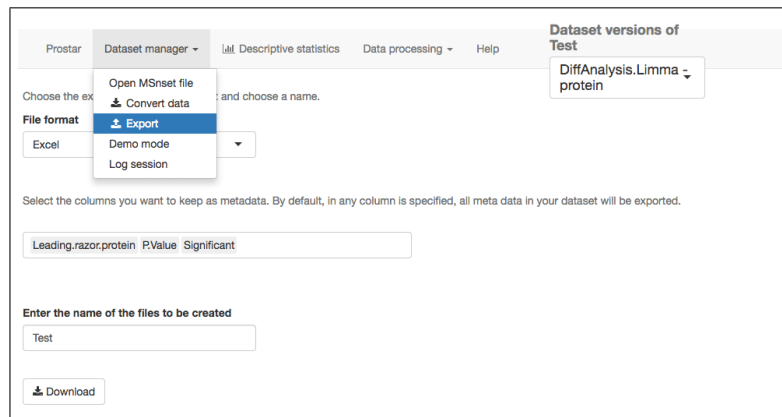 Prostar Dataset manager Descriptive statistics Data processing Help
Dataset versions of
Test
DiffAnalysis.Limma -
protein
Open MSnset file
Convert data
Export
Demo mode
Log session
Choose the ex
and choose a name.
File format
Excel
Select the columns you want to keep as metadata. By default, in any column is specified, all meta data in your dataset will be exported.
Leading.razor.protein P.Value Significant
Enter the name of the files to be created
Test
Download